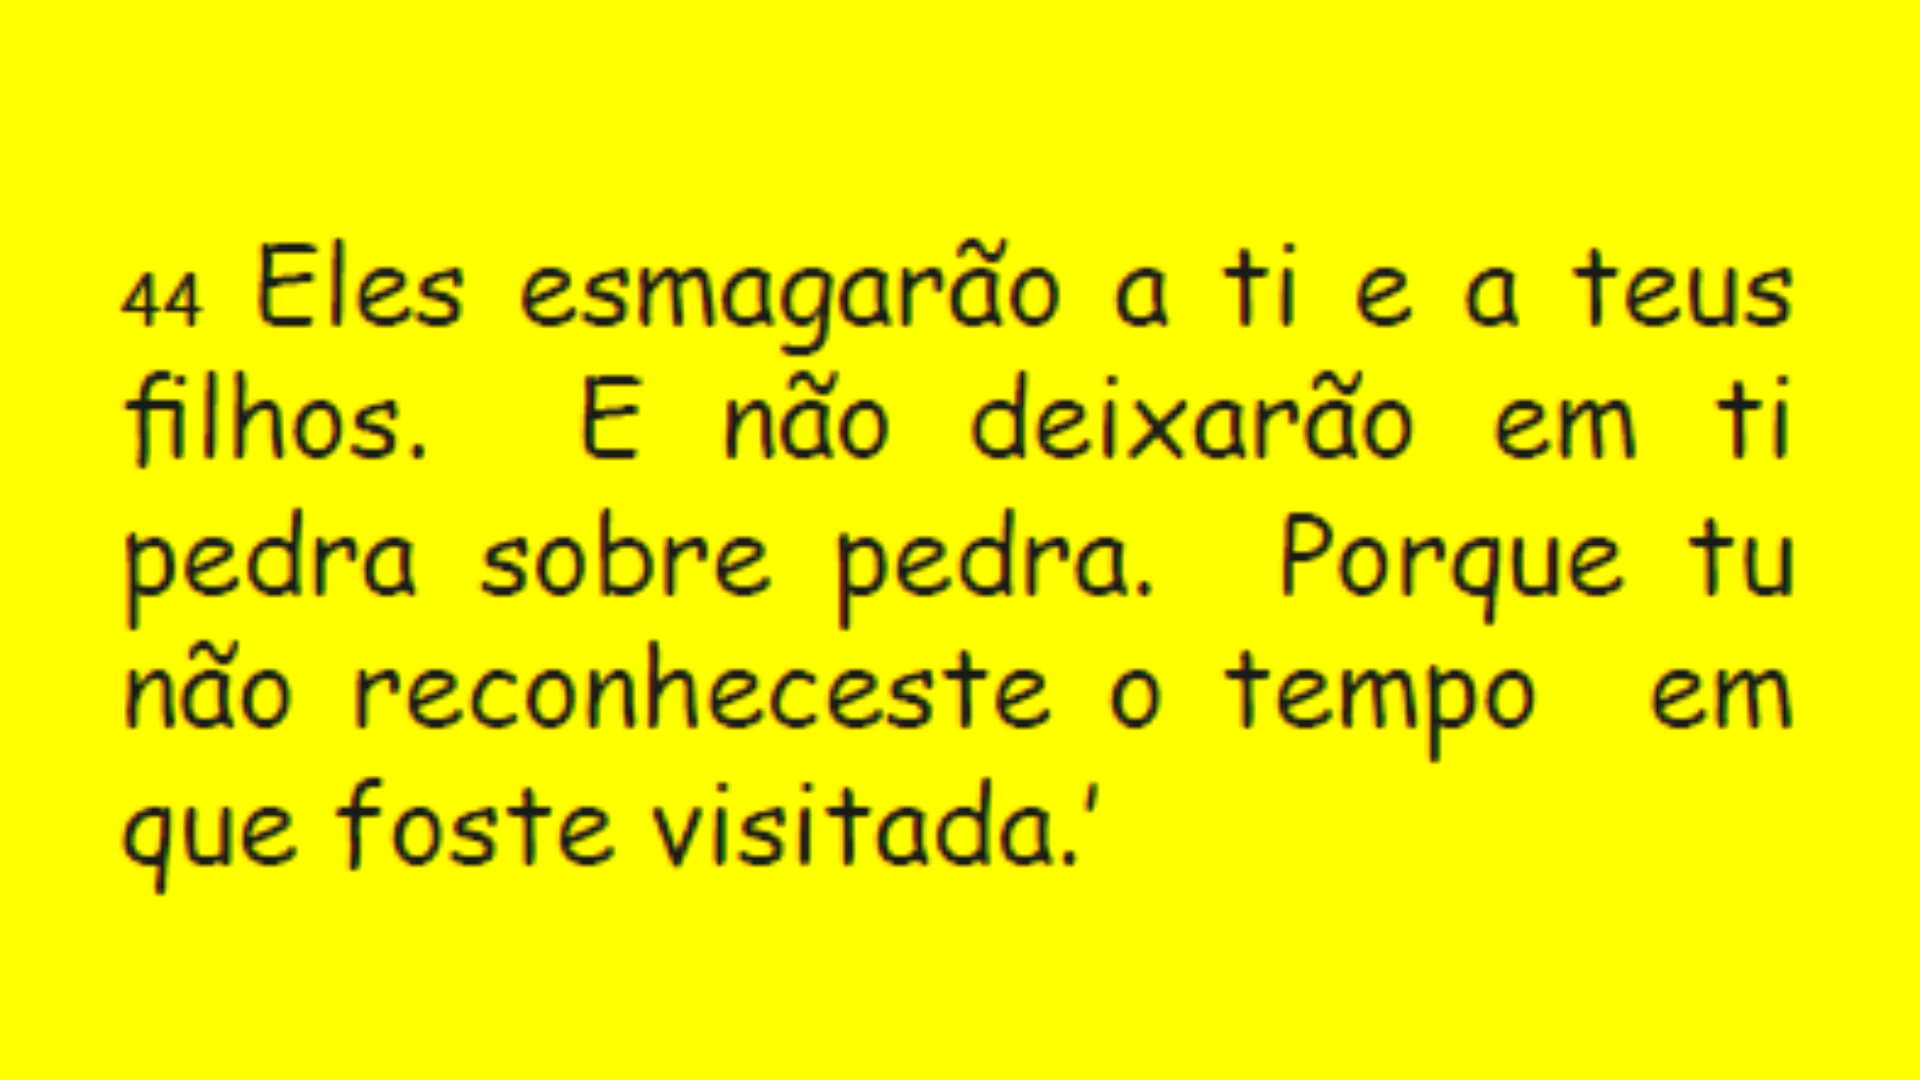 44 Eles esmagarão a ti e a teus
filhos. E não deixarão em ti
pedra sobre pedra. Porque tu
não reconheceste o tempo em
que foste visitada.'